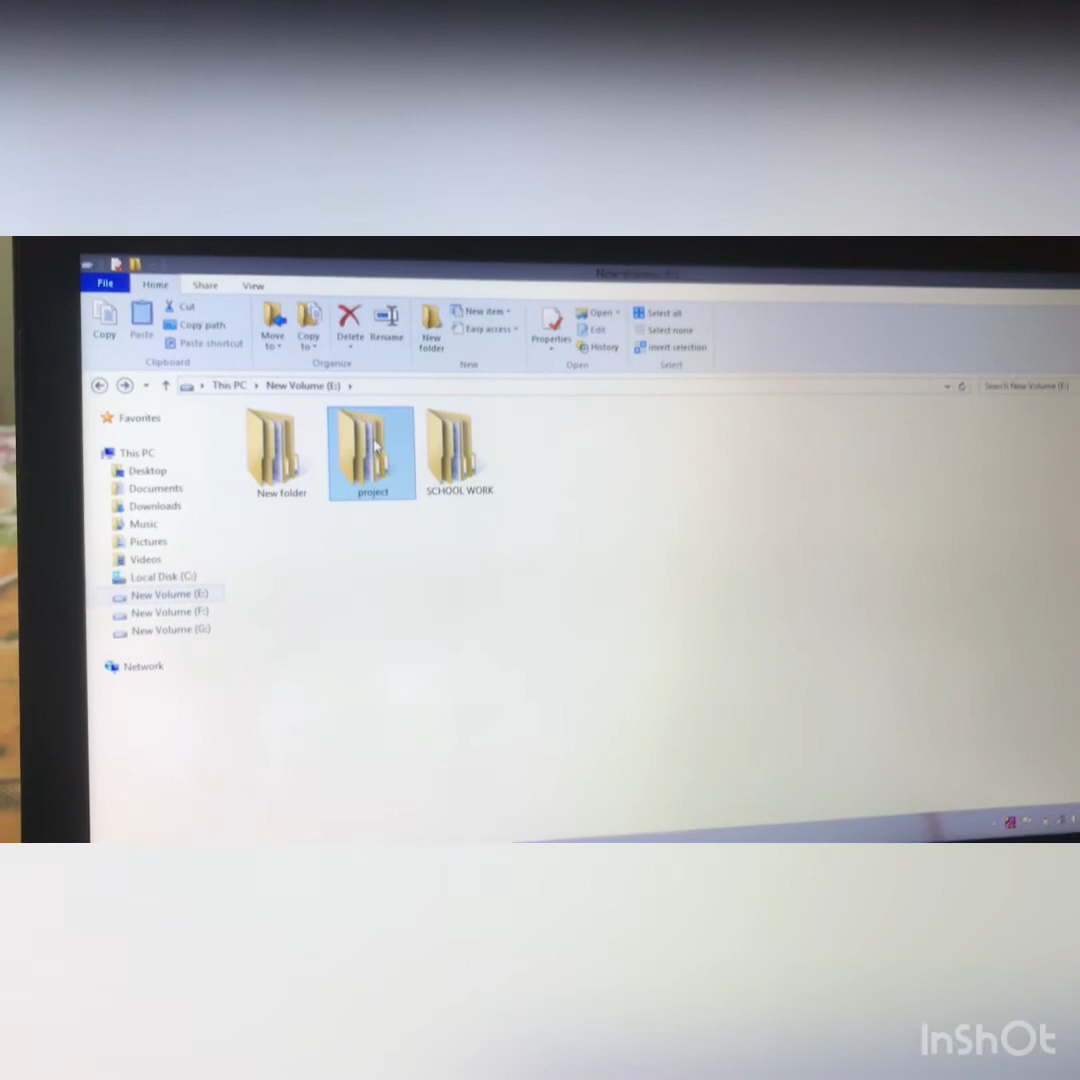 File Home Share View
Copy
Paste
Cut
Copy path
Paste shortcut
Clipboard
Move to
Copy to
Delete
Rename
Organize
New folder
New item
Easy access
New
Properties
Open
Edit
History
Open
Select all
Select none
Invert selection
Select
This PC New Volume (E:)
Search New Volume (E:)
Favorites
This PC
Desktop
Documents
Downloads
Music
Pictures
Videos
Local Disk (C:)
New Volume (E:)
New Volume (F:)
New Volume (G:)
Network
New folder
project
SCHOOL WORK
InShOt